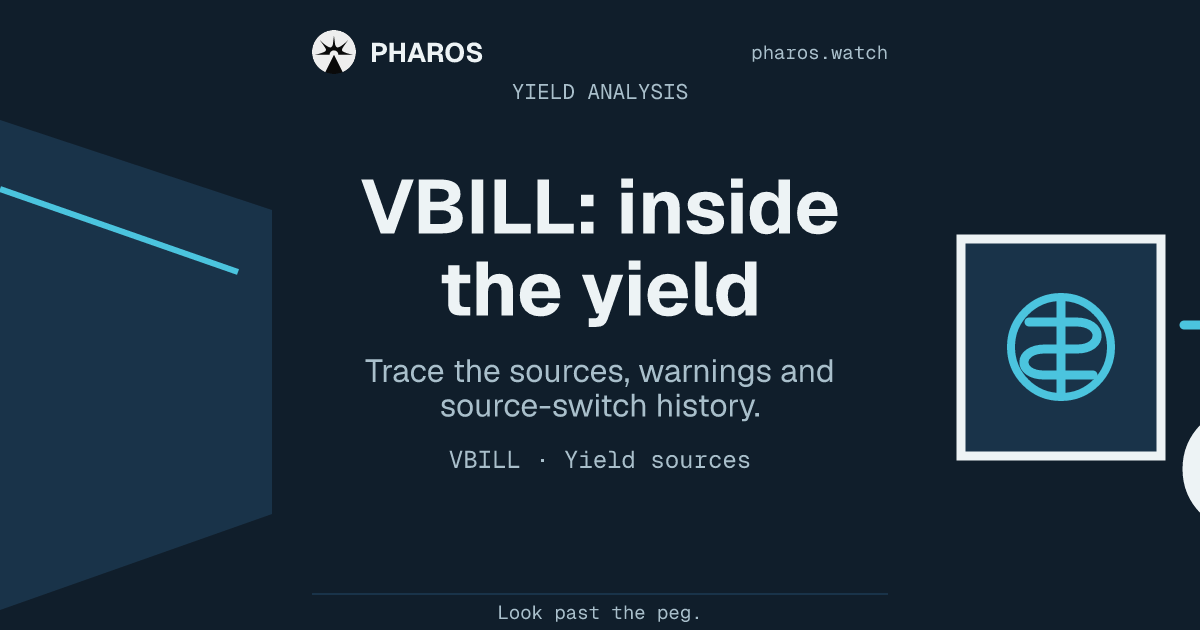 PHAROS
pharos.watch
YIELD ANALYSIS
VBILL: inside
the yield
Trace the sources, warnings and
source-switch history.
VBILL · Yield sources
Look past the peg.